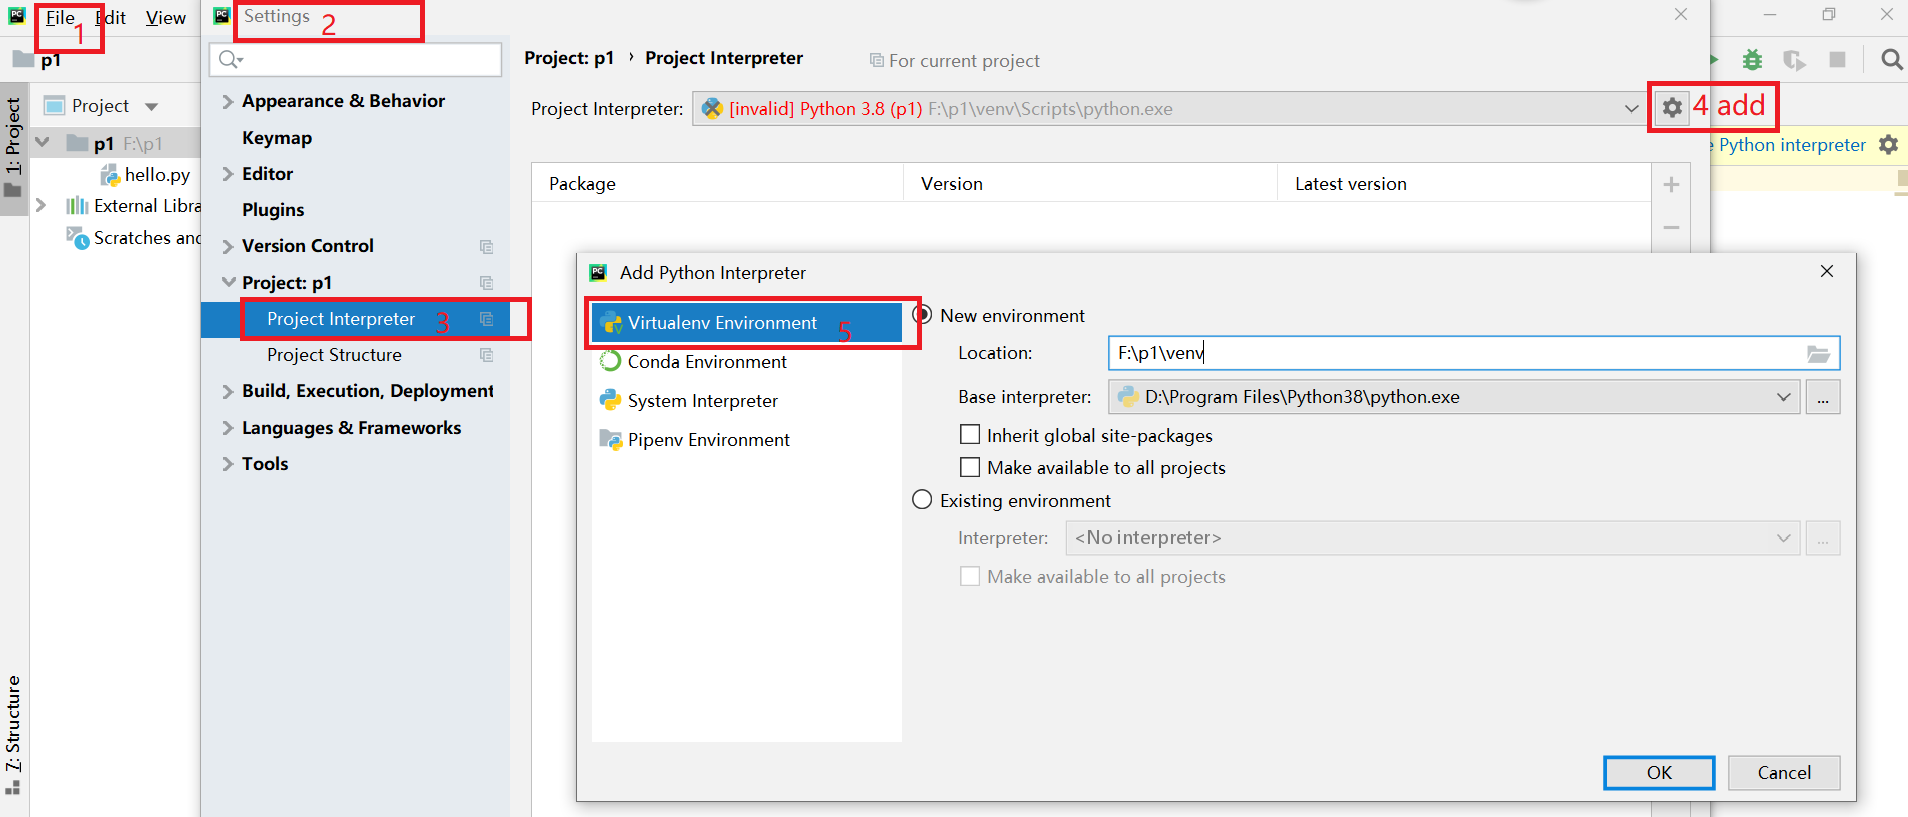 File Edit View
1
p1
1: Project
Project
p1 F:\p1
hello.py
External Libra
Scratches and
7: Structure
Settings
2
Appearance & Behavior
Keymap
Editor
Plugins
Version Control
Project: p1
Project Interpreter 3
Project Structure
Build, Execution, Deployment
Languages & Frameworks
Tools
Project: p1 › Project Interpreter
For current project
Project Interpreter: [invalid] Python 3.8 (p1) F:\p1\venv\Scripts\python.exe
4 add
Python interpreter
Package Version Latest version
Add Python Interpreter
Virtualenv Environment 5
Conda Environment
System Interpreter
Pipenv Environment
New environment
Location: F:\p1\venv
Base interpreter: D:\Program Files\Python38\python.exe ...
Inherit global site-packages
Make available to all projects
Existing environment
Interpreter: <No interpreter> ...
Make available to all projects
OK Cancel